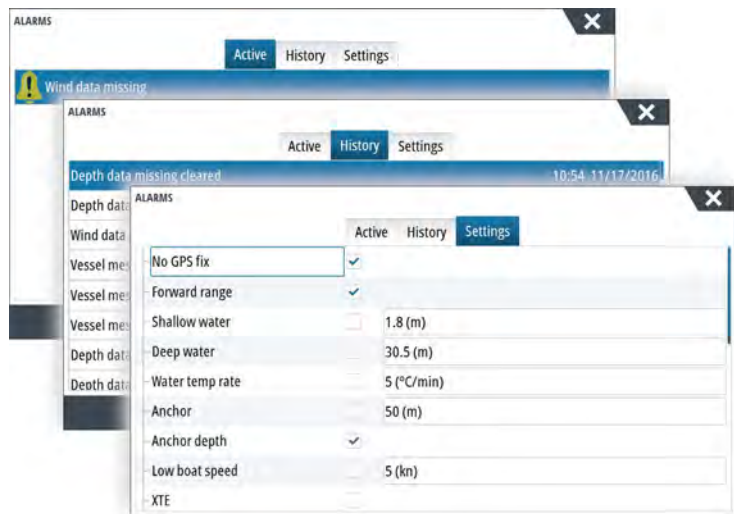 ALARMS
Active History Settings
Wind data missing
ALARMS
Active History Settings
Depth data missing cleared 10:54 11/17/2016
Depth data
Wind data
Vessel
Vessel
Vessel
Depth data
Depth data
ALARMS
Active History Settings
No GPS fix
Forward range
Shallow water 1.8 (m)
Deep water 30.5 (m)
Water temp rate 5 (°C/min)
Anchor 50 (m)
Anchor depth
Low boat speed 5 (kn)
XTE